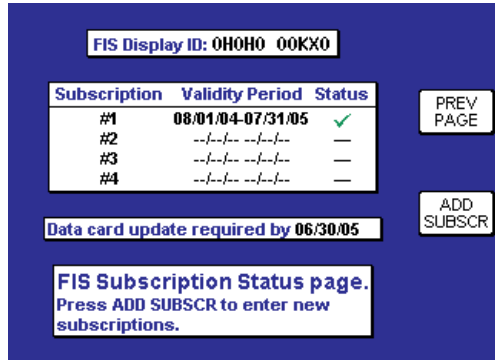 FIS Display ID: 0H0H0 00KX0
Subscription Validity Period Status
#1 08/01/04-07/31/05 ✓
#2 --/--/-- --/--/-- —
#3 --/--/-- --/--/-- —
#4 --/--/-- --/--/-- —
PREV
PAGE
Data card update required by 06/30/05
ADD
SUBSCR
FIS Subscription Status page.
Press ADD SUBSCR to enter new
subscriptions.